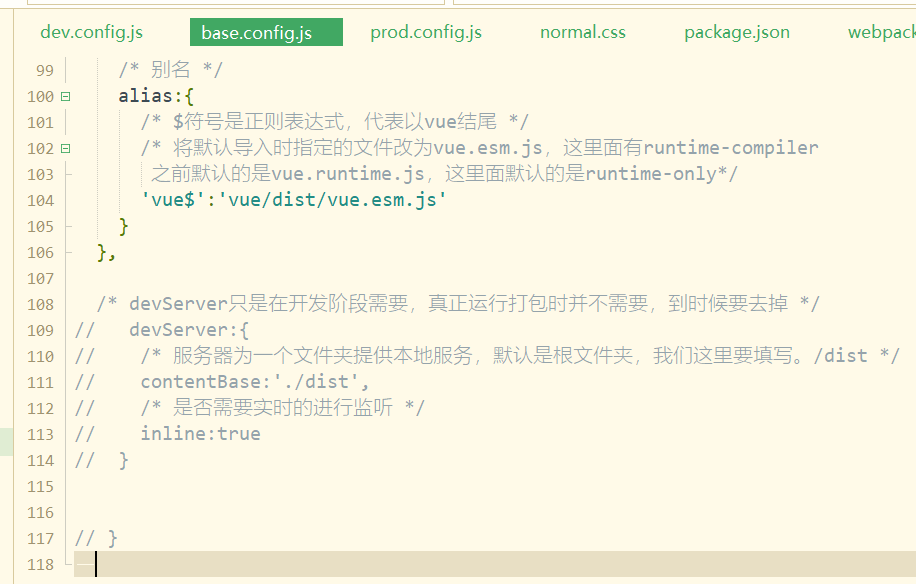 dev.config.js base.config.js prod.config.js normal.css package.json webpack
99 /* 别名 */
100 alias:{
101 /* $符号是正则表达式，代表以vue结尾 */
102 /* 将默认导入时指定的文件改为vue.esm.js，这里面有runtime-compiler
103 之前默认的是vue.runtime.js，这里面默认的是runtime-only*/
104 'vue$':'vue/dist/vue.esm.js'
105 }
106 },
107
108 /* devServer只是在开发阶段需要，真正运行打包时并不需要，到时候要去掉 */
109 // devServer:{
110 // /* 服务器为一个文件夹提供本地服务，默认是根文件夹，我们这里要填写。/dist */
111 // contentBase:'./dist',
112 // /* 是否需要实时的进行监听 */
113 // inline:true
114 // }
115
116
117 // }
118